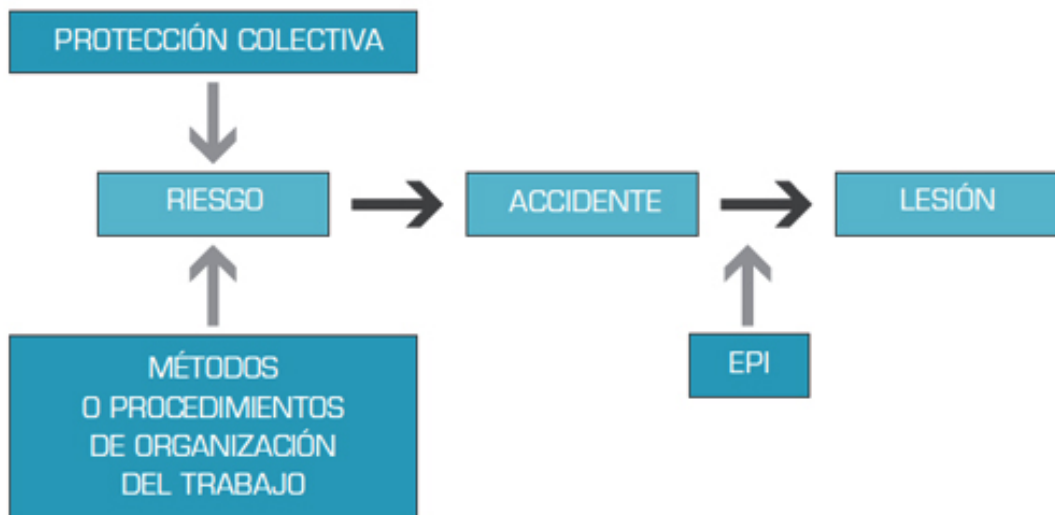 PROTECCIÓN COLECTIVA
RIESGO
ACCIDENTE
LESIÓN
MÉTODOS
O PROCEDIMIENTOS
DE ORGANIZACIÓN
DEL TRABAJO
EPI